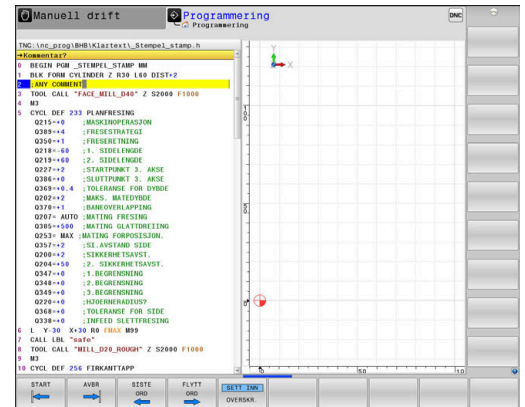 Manuell drift
Programmering
Programmering
DNC
TNC:\nc_prog\BHB\Klartext\_Stempel_stamp.h
→Kommentar?
0 BEGIN PGM _STEMPEL_STAMP MM
1 BLK FORM CYLINDER Z R30 L60 DIST+2
2 ;ANY COMMENT
3 TOOL CALL "FACE_MILL_D40" Z S2000 F1000
4 M3
5 CYCL DEF 233 PLANFRESING
Q215=+0 ;MASKINOPERASJON
Q389=+4 ;FRESESTRATEGI
Q350=+1 ;FRESERETNING
Q218=-60 ;1. SIDELENGDE
Q219=+60 ;2. SIDELENGDE
Q227=+2 ;STARTPUNKT 3. AKSE
Q386=+0 ;SLUTTPUNKT 3. AKSE
Q369=+0.4 ;TOLERANSE FOR DYBDE
Q202=+2 ;MAKS. MATEDYBDE
Q370=+1 ;BANEOVERLAPPING
Q207= AUTO ;MATING FRESING
Q385=+500 ;MATING GLATTDREIING
Q253= MAX ;MATING FORPOSISJON.
Q357=+2 ;SI.AVSTAND SIDE
Q200=+2 ;SIKKERHETSAVST.
Q204=+50 ;2. SIKKERHETSAVST.
Q347=+0 ;1.BEGRENSNING
Q348=+0 ;2.BEGRENSNING
Q349=+0 ;3.BEGRENSNING
Q220=+0 ;HJOERNERADIUS?
Q368=+0 ;TOLERANSE FOR SIDE
Q338=+0 ;INFEED SLETTFRESING
6 L Y-30 X+30 R0 FMAX M99
7 CALL LBL "safe"
8 TOOL CALL "MILL_D20_ROUGH" Z S2000 F1000
9 M3
10 CYCL DEF 256 FIRKANTTAPP
Y
X
100
50
0
0
50
100
START
AVBR
SISTE
ORD
FLYTT
ORD
SETT INN
OVERSKR.